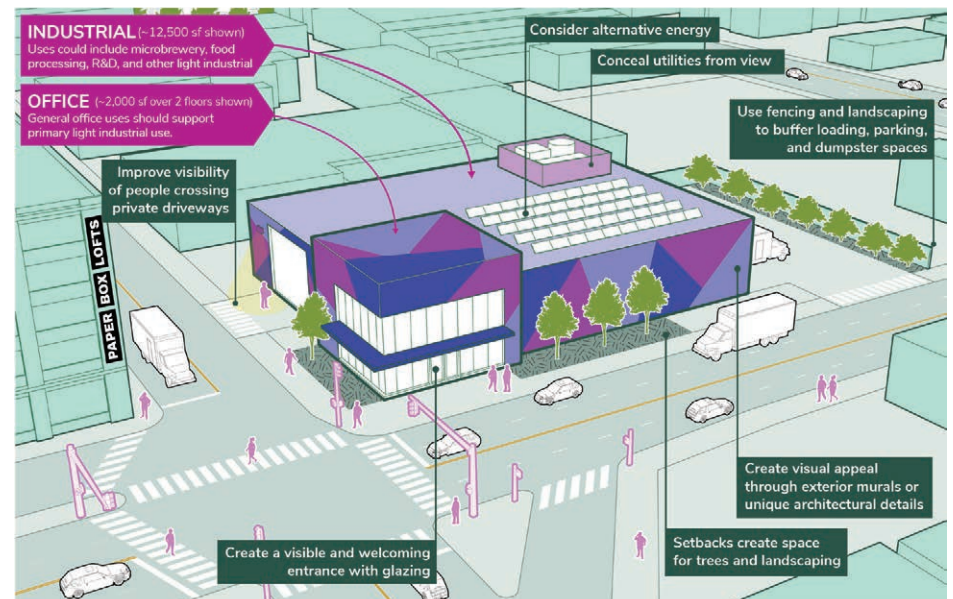 INDUSTRIAL (~12,500 sf shown)
Uses could include microbrewery, food
processing, R&D, and other light industrial
OFFICE (~2,000 sf over 2 floors shown)
General office uses should support
primary light industrial use.
Consider alternative energy
Conceal utilities from view
Use fencing and landscaping
to buffer loading, parking,
and dumpster spaces
Improve visibility
of people crossing
private driveways
PAPER BOX LOFTS
Create visual appeal
through exterior murals or
unique architectural details
Setbacks create space
for trees and landscaping
Create a visible and welcoming
entrance with glazing